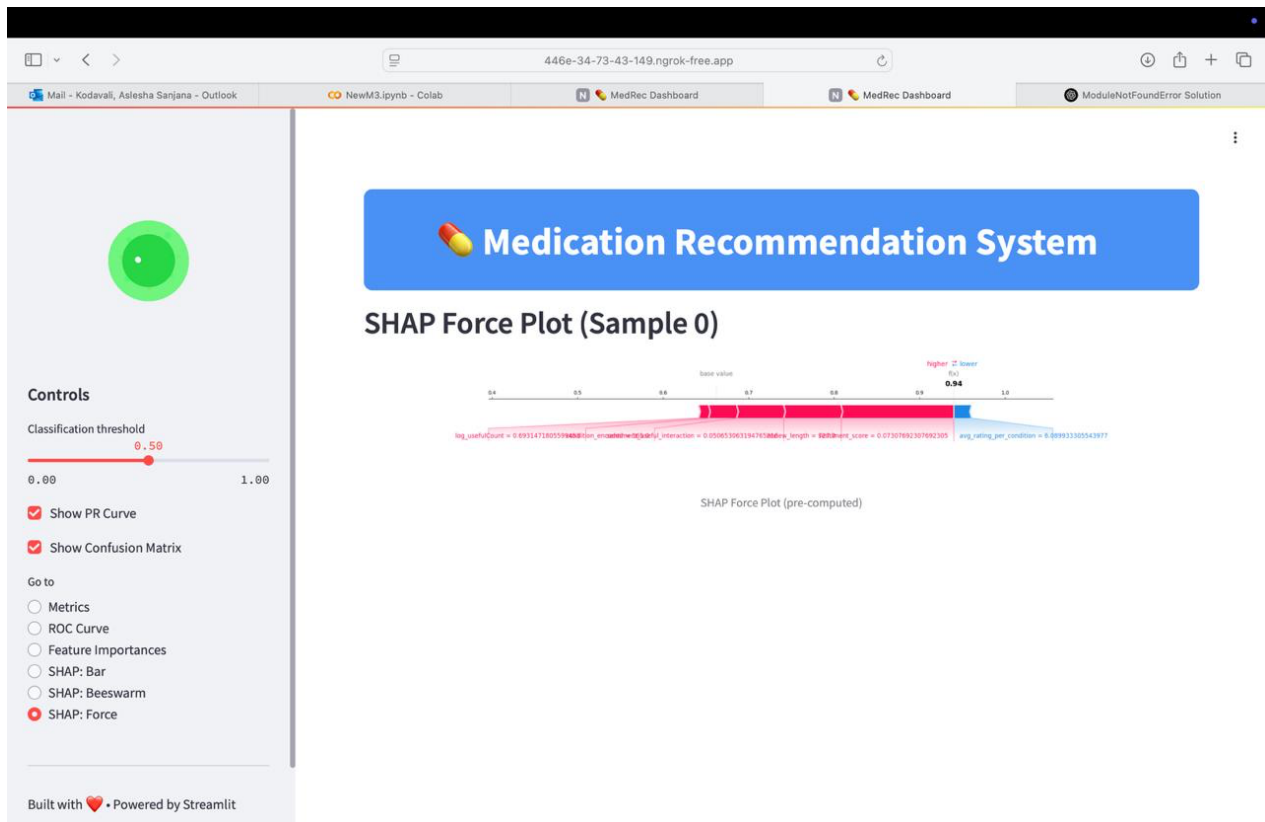 446e-34-73-43-149.ngrok-free.app
Mail - Kodavali, Aslesha Sanjana - Outlook
NewM3.ipynb - Colab
MedRec Dashboard
MedRec Dashboard
ModuleNotFoundError Solution
Controls
Classification threshold
0.50
0.00 1.00
Show PR Curve
Show Confusion Matrix
Go to
Metrics
ROC Curve
Feature Importances
SHAP: Bar
SHAP: Beeswarm
SHAP: Force
Built with ❤️ • Powered by Streamlit
💊 Medication Recommendation System
SHAP Force Plot (Sample 0)
higher ⇄ lower
base value f(x)
0.94
0.4 0.5 0.6 0.7 0.8 0.9 1.0
log_usefulCount = avg_rating_per_condition =
SHAP Force Plot (pre-computed)